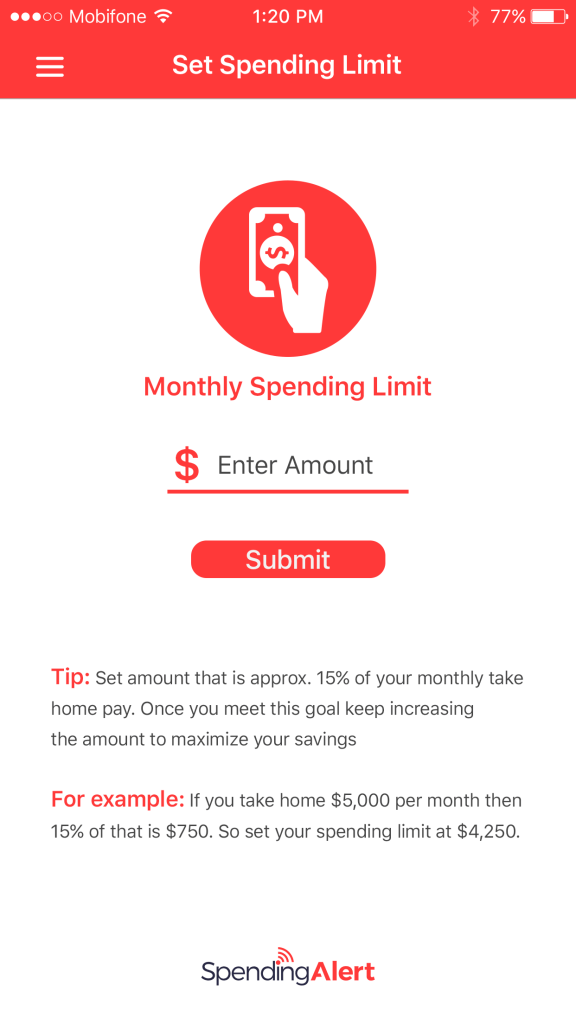 Mobifone 1:20 PM 77%
Set Spending Limit
$
Monthly Spending Limit
$ Enter Amount
Submit
Tip: Set amount that is approx. 15% of your monthly take
home pay. Once you meet this goal keep increasing
the amount to maximize your savings
For example: If you take home $5,000 per month then
15% of that is $750. So set your spending limit at $4,250.
SpendingAlert